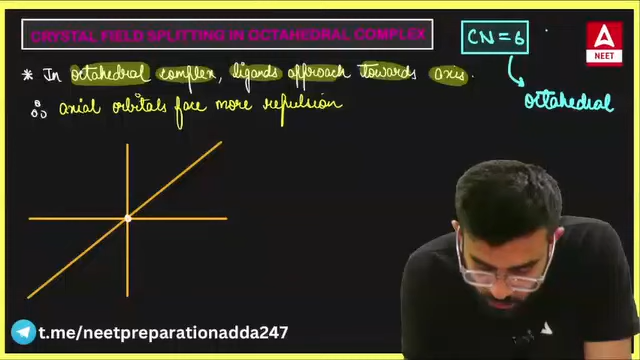 CRYSTAL FIELD SPLITTING IN OCTAHEDRAL COMPLEX
CN = 6
A
NEET
* In octahedral complex, ligands approach towards axis.
octahedral
∴ axial orbitals face more repulsion
t.me/neetpreparationadda247